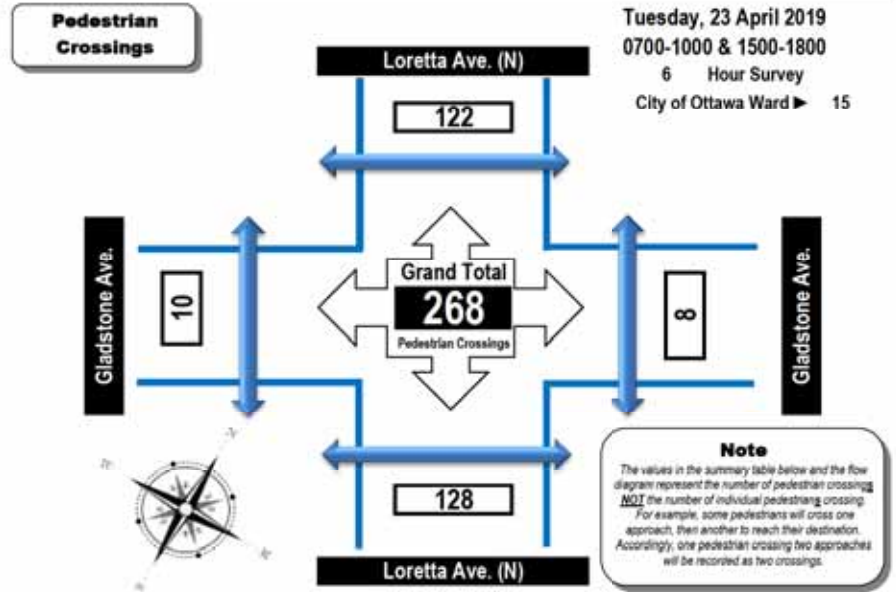 Pedestrian
Crossings
Tuesday, 23 April 2019
0700-1000 & 1500-1800
6 Hour Survey
City of Ottawa Ward ► 15
Loretta Ave. (N)
122
Gladstone Ave.
10
Grand Total
268
Pedestrian Crossings
8
Gladstone Ave.
128
Loretta Ave. (N)
Note
The values in the summary table below and the flow
diagram represent the number of pedestrian crossings
NOT the number of individual pedestrians crossing.
For example, some pedestrians will cross one
approach, then another to reach their destination.
Accordingly, one pedestrian crossing two approaches
will be recorded as two crossings.